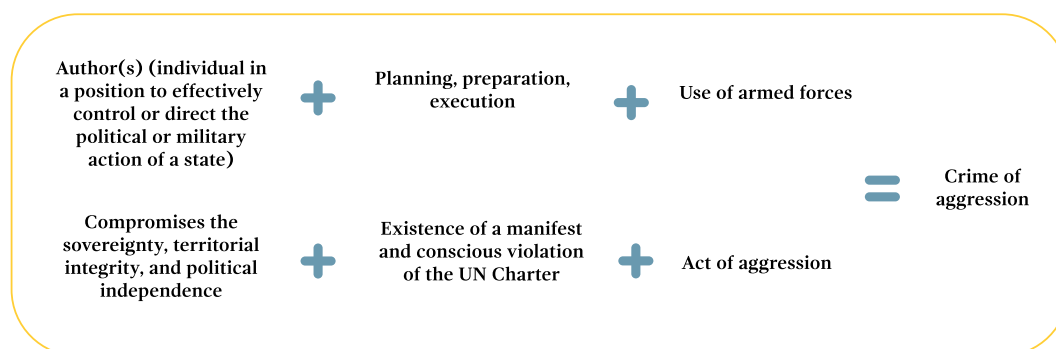 Author(s) (individual in
a position to effectively
control or direct the
political or military
action of a state)
Planning, preparation,
execution
Use of armed forces
Compromises the
sovereignty, territorial
integrity, and political
independence
Existence of a manifest
and conscious violation
of the UN Charter
Act of aggression
Crime of
aggression